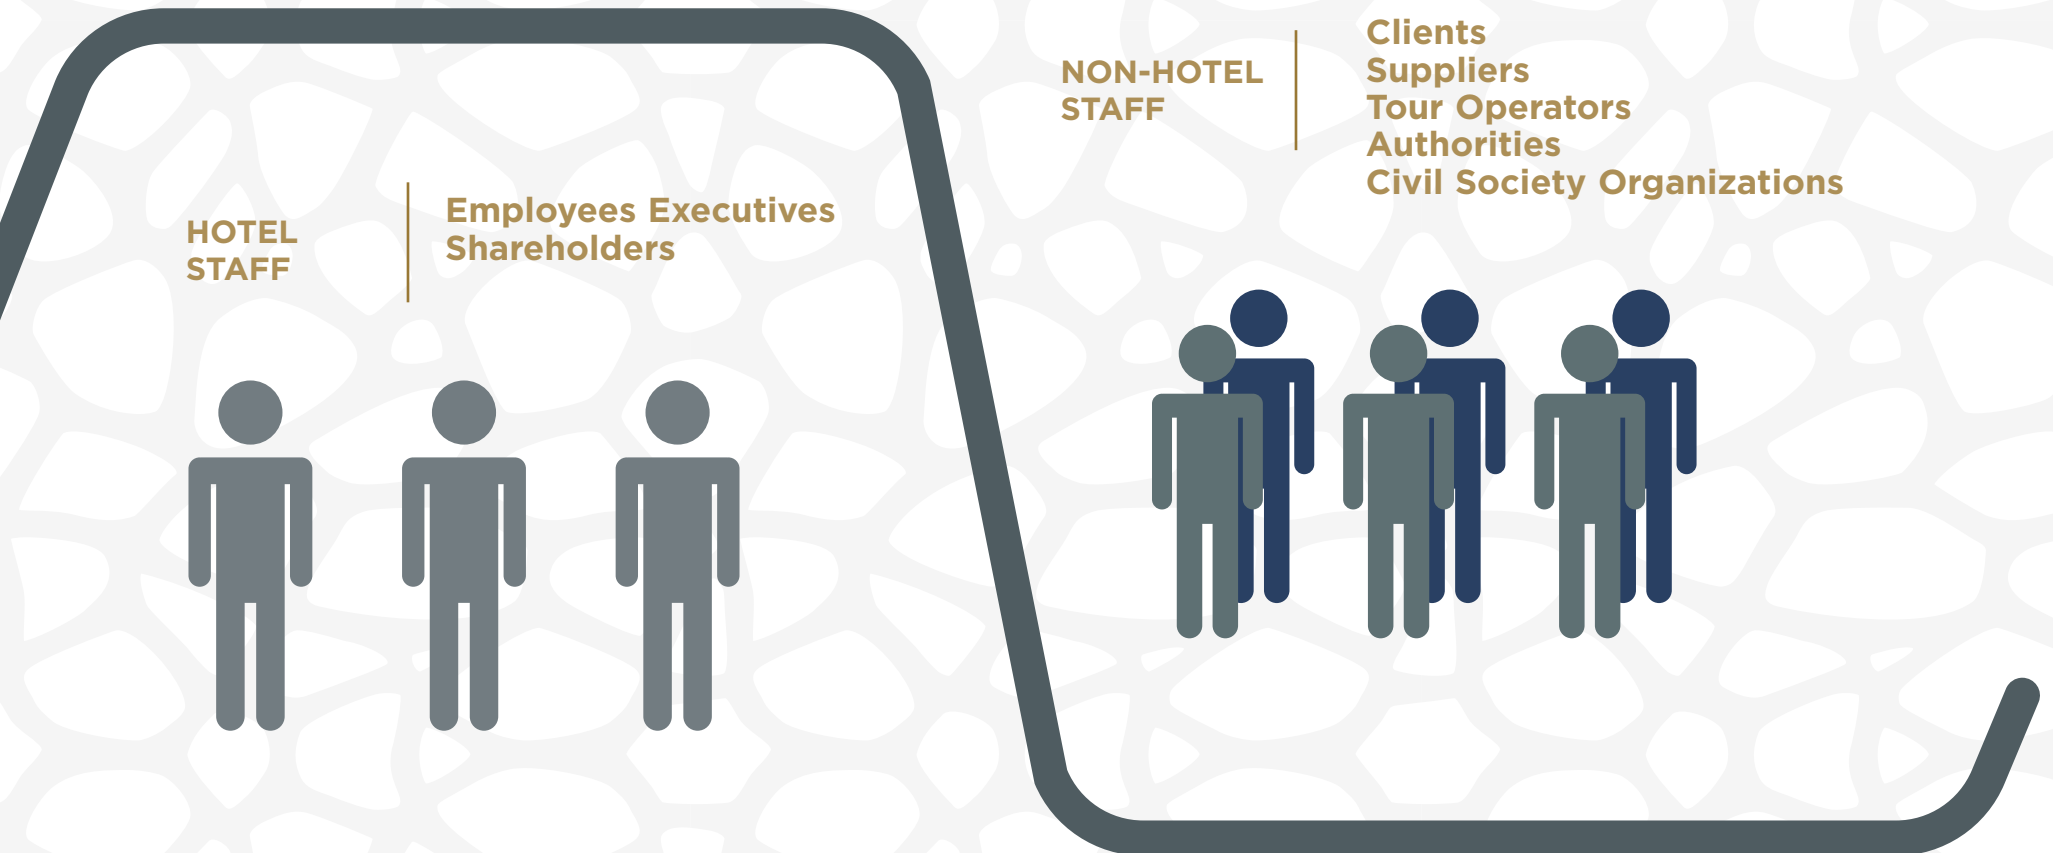 HOTEL
STAFF
Employees Executives
Shareholders
NON-HOTEL
STAFF
Clients
Suppliers
Tour Operators
Authorities
Civil Society Organizations